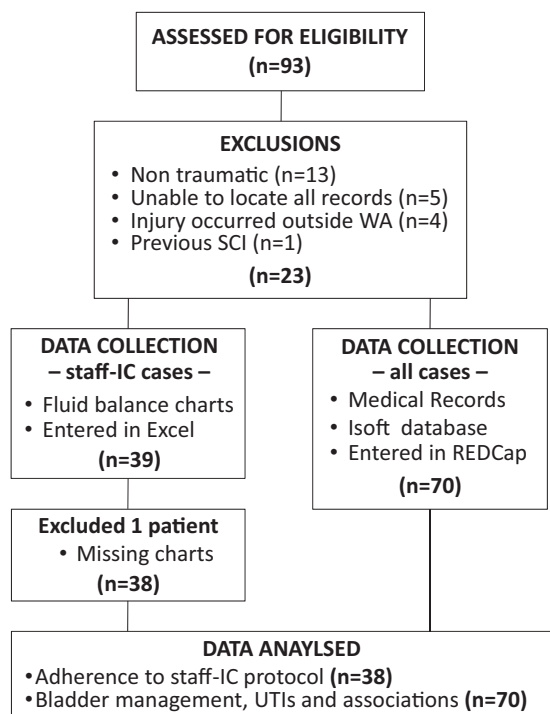 ASSESSED FOR ELIGIBILITY
(n=93)
EXCLUSIONS
• Non traumatic (n=13)
• Unable to locate all records (n=5)
• Injury occurred outside WA (n=4)
• Previous SCI (n=1)
(n=23)
DATA COLLECTION
– staff-IC cases –
• Fluid balance charts
• Entered in Excel
(n=39)
DATA COLLECTION
– all cases –
• Medical Records
• Isoft database
• Entered in REDCap
(n=70)
Excluded 1 patient
• Missing charts
(n=38)
DATA ANAYLSED
•Adherence to staff-IC protocol (n=38)
•Bladder management, UTIs and associations (n=70)